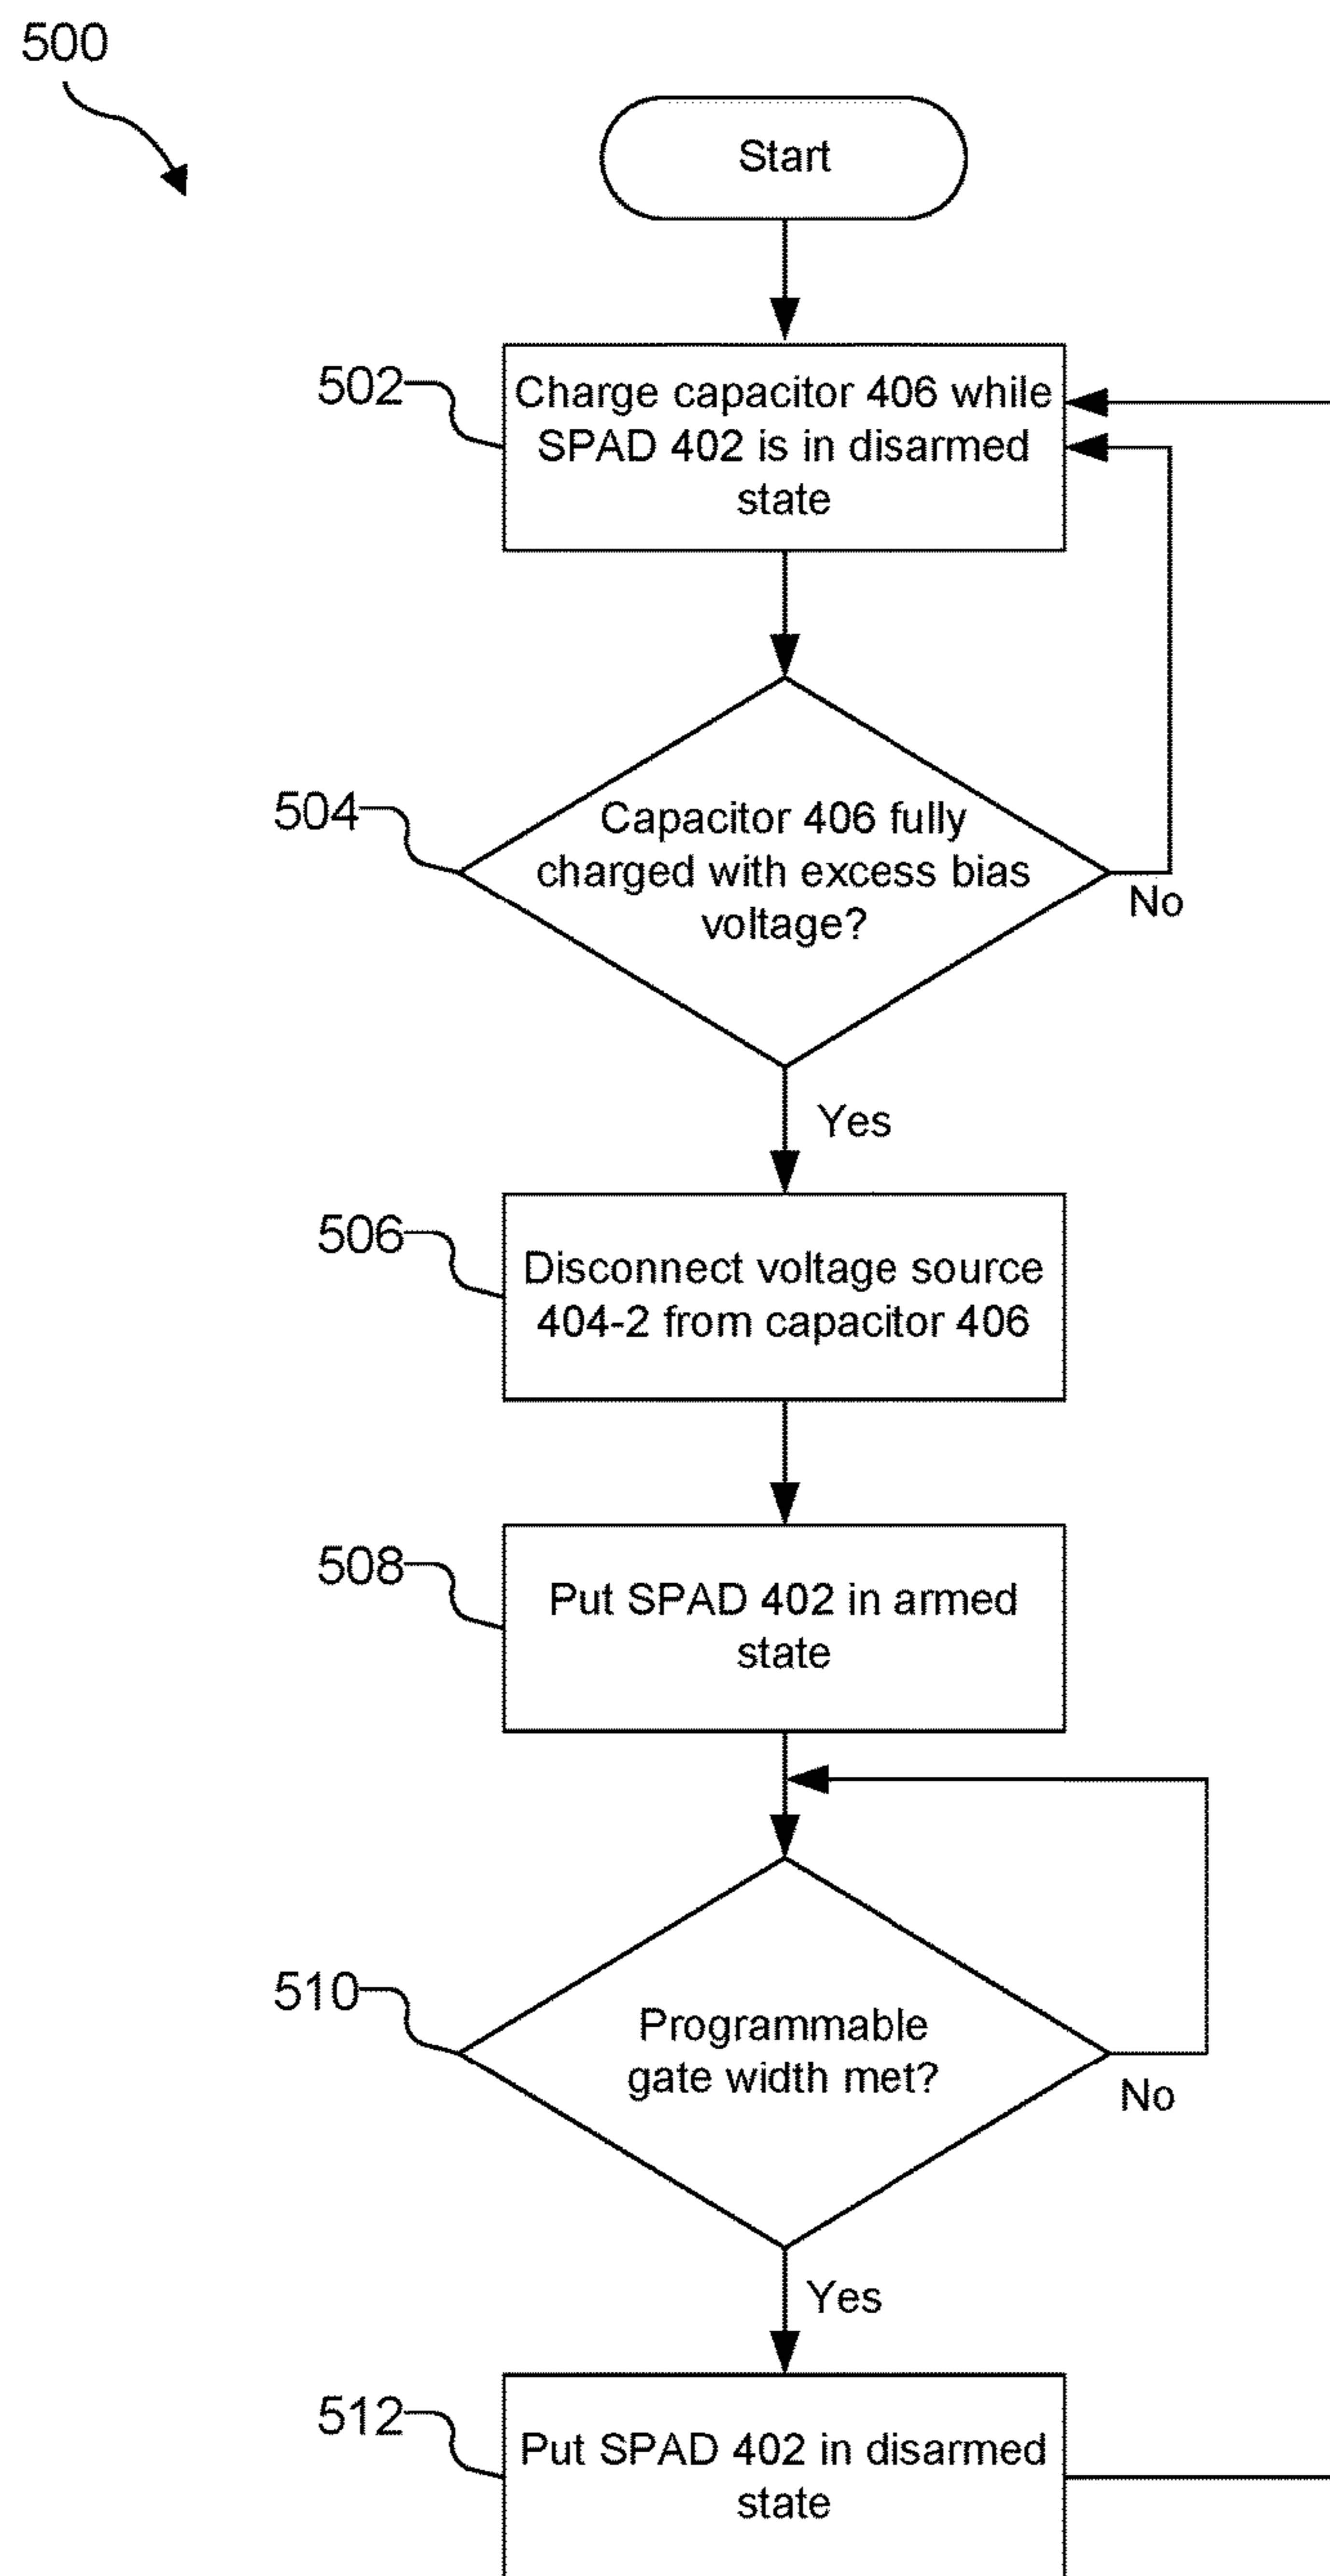 500
Start
502
Charge capacitor 406 while
SPAD 402 is in disarmed
state
504
Capacitor 406 fully
charged with excess bias
voltage?
No
Yes
506
Disconnect voltage source
404-2 from capacitor 406
508
Put SPAD 402 in armed
state
510
Programmable
gate width met?
No
Yes
512
Put SPAD 402 in disarmed
state